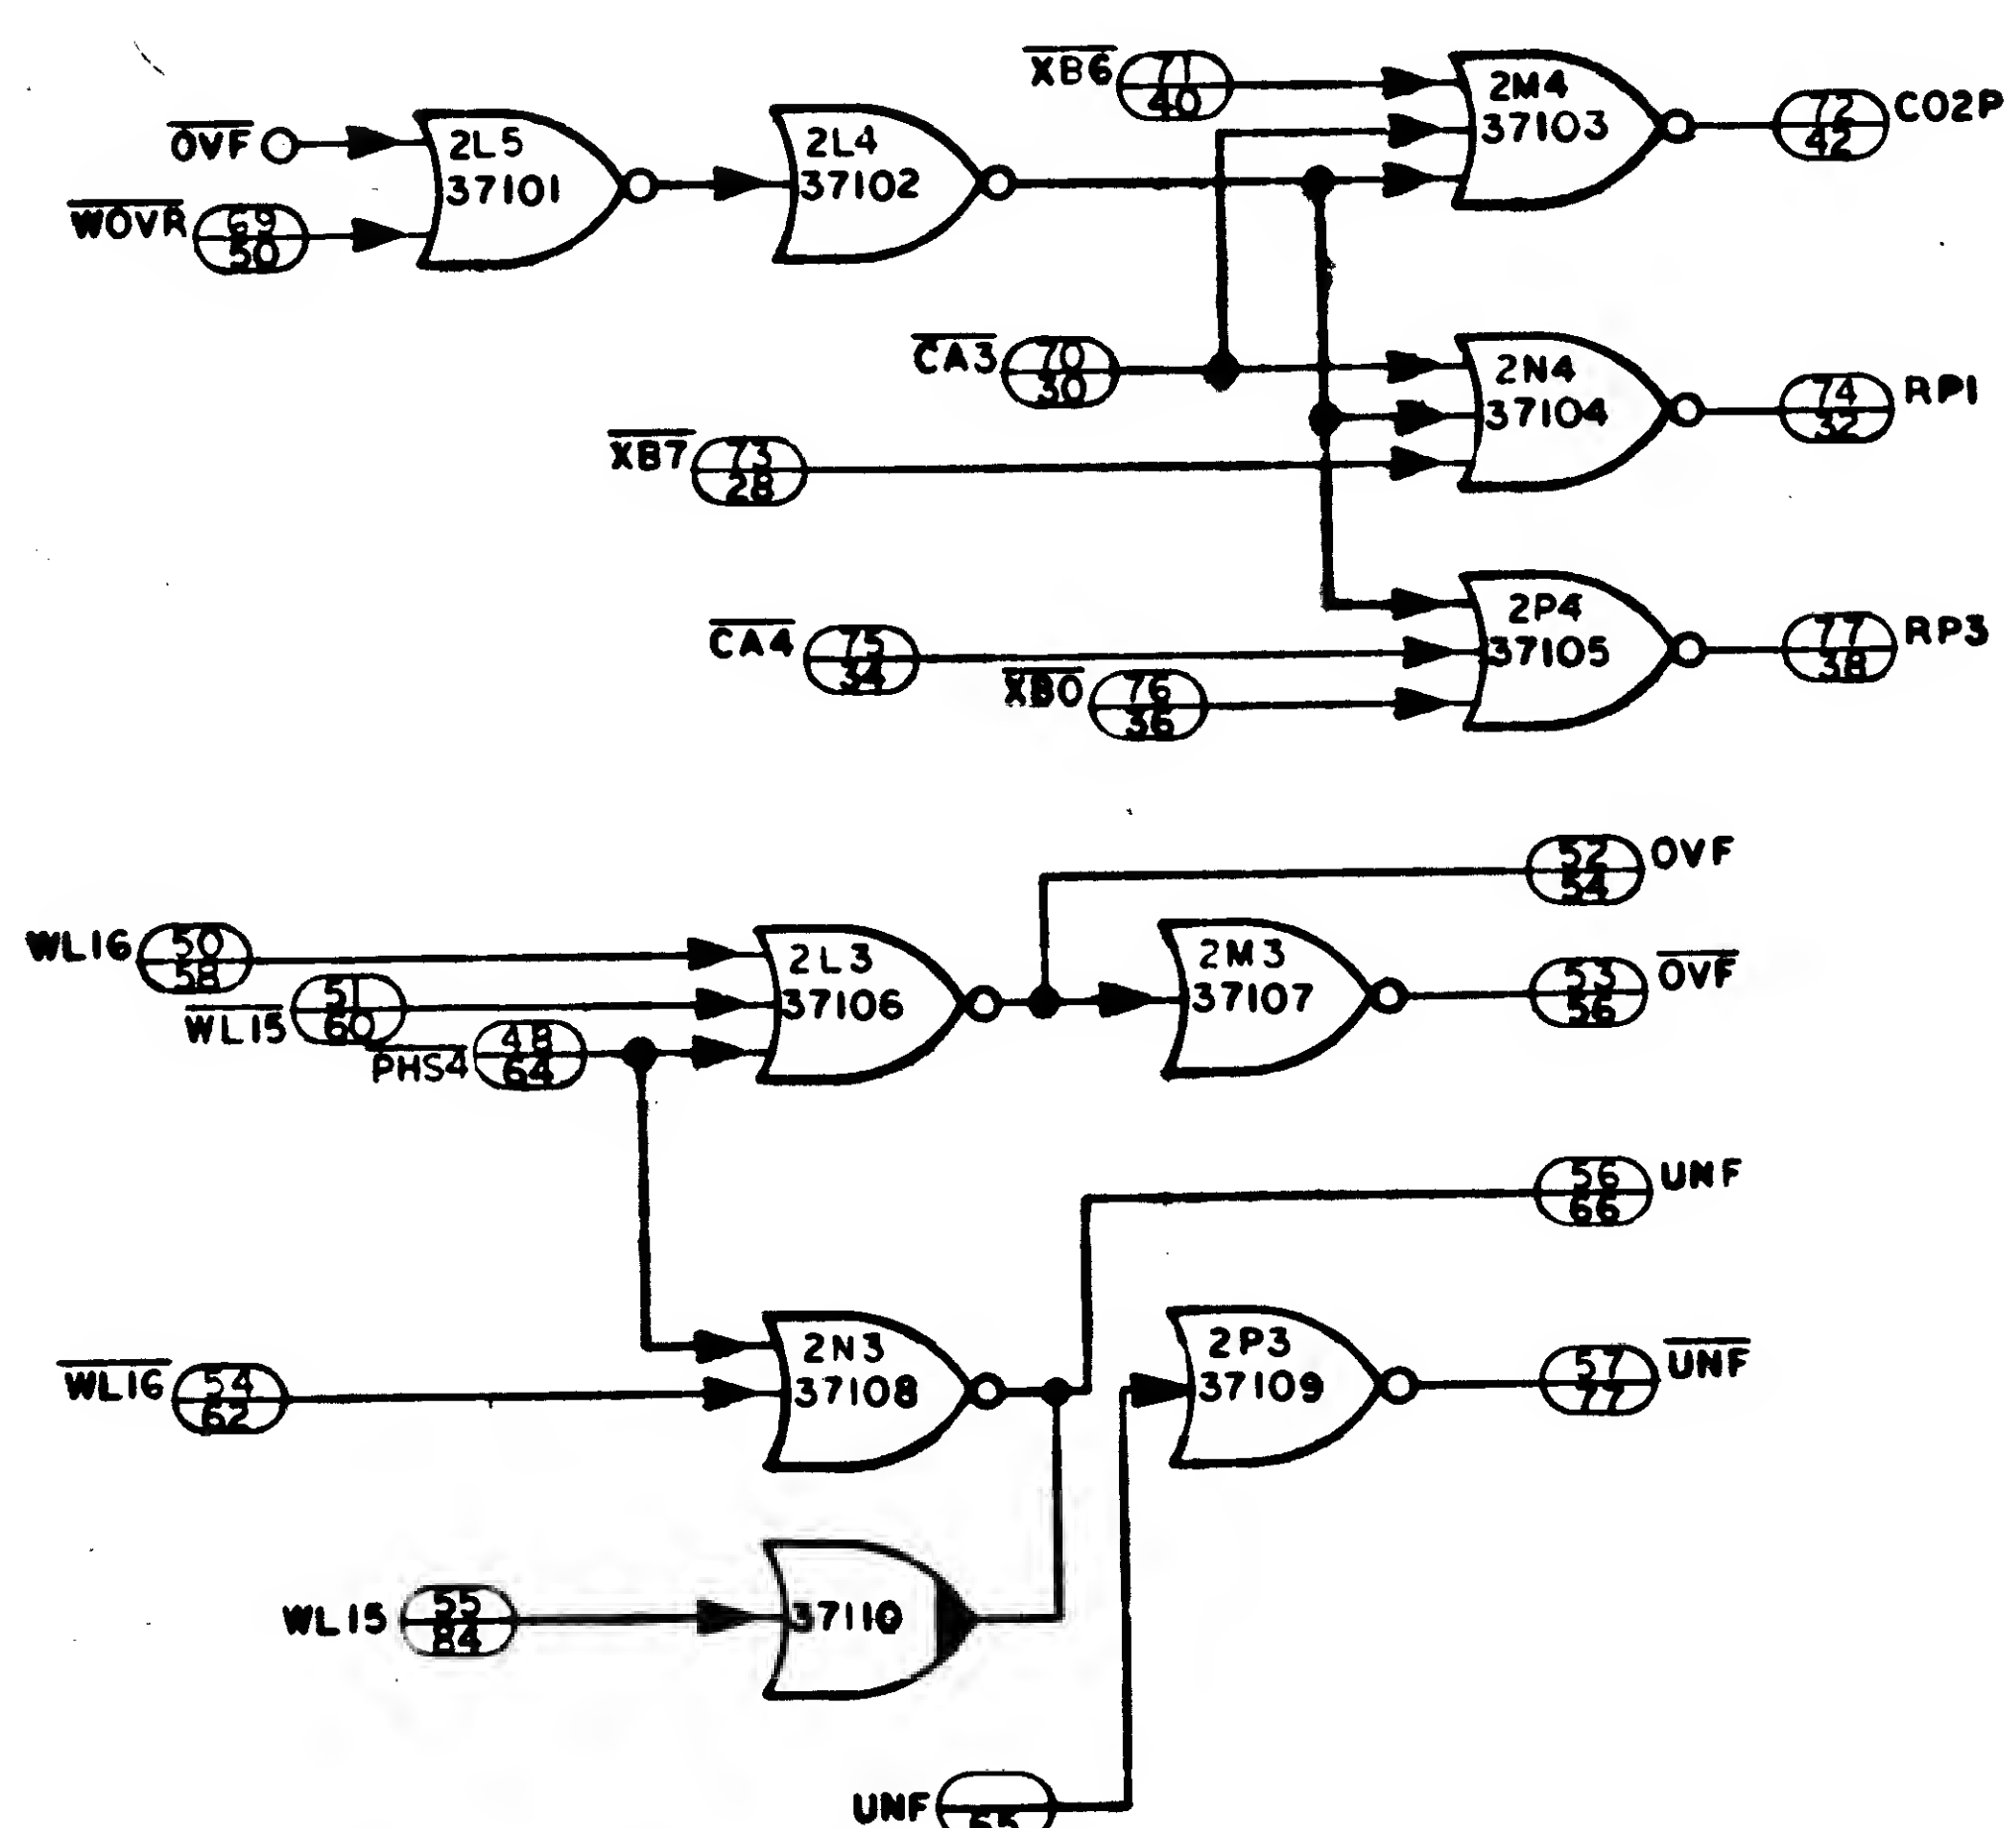 XB6 71 40
2M4 37103
72 42 CO2P
OVF
2L5 37101
2L4 37102
WOVR 69 50
CA3 70 30
2N4 37104
74 32 RP1
XB7 73 28
2P4 37105
CA4 75 34
77 38 RP3
XB0 76 36
52 54 OVF
WL16 50 58
2L3 37106
2M3 37107
53 56 OVF
WL15 51 60
PHS4 48 64
56 66 UNF
WL16 54 62
2N3 37108
2P3 37109
57 77 UNF
WL15 55 84
37110
UNF 65